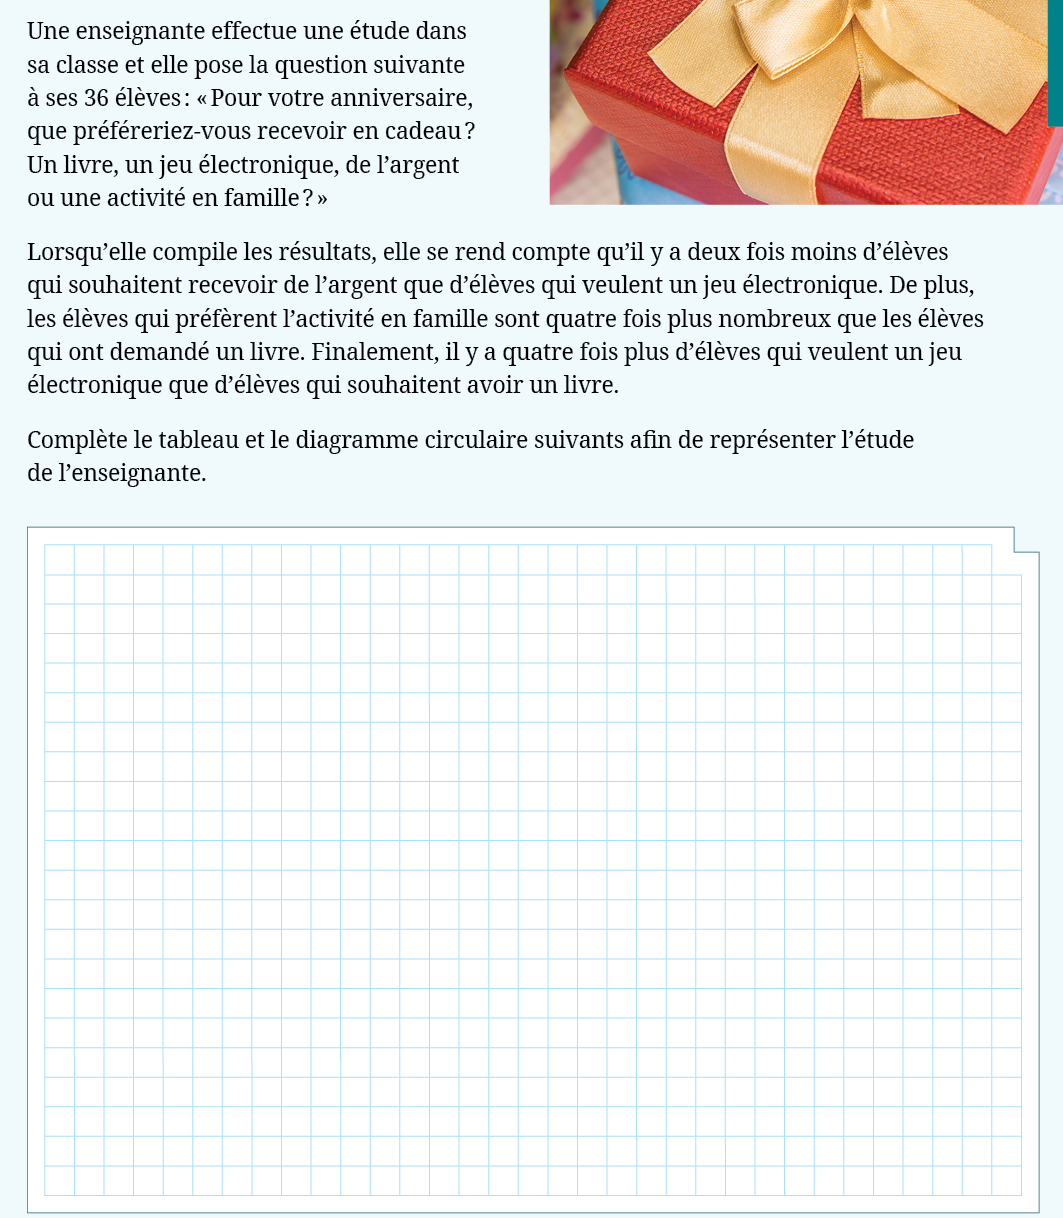 Une enseignante effectue une étude dans
sa classe et elle pose la question suivante
à ses 36 élèves : « Pour votre anniversaire,
que préféreriez-vous recevoir en cadeau ?
Un livre, un jeu électronique, de l’argent
ou une activité en famille ? »
Lorsqu’elle compile les résultats, elle se rend compte qu’il y a deux fois moins d’élèves
qui souhaitent recevoir de l’argent que d’élèves qui veulent un jeu électronique. De plus,
les élèves qui préfèrent l’activité en famille sont quatre fois plus nombreux que les élèves
qui ont demandé un livre. Finalement, il y a quatre fois plus d’élèves qui veulent un jeu
électronique que d’élèves qui souhaitent avoir un livre.
Complète le tableau et le diagramme circulaire suivants afin de représenter l’étude
de l’enseignante.